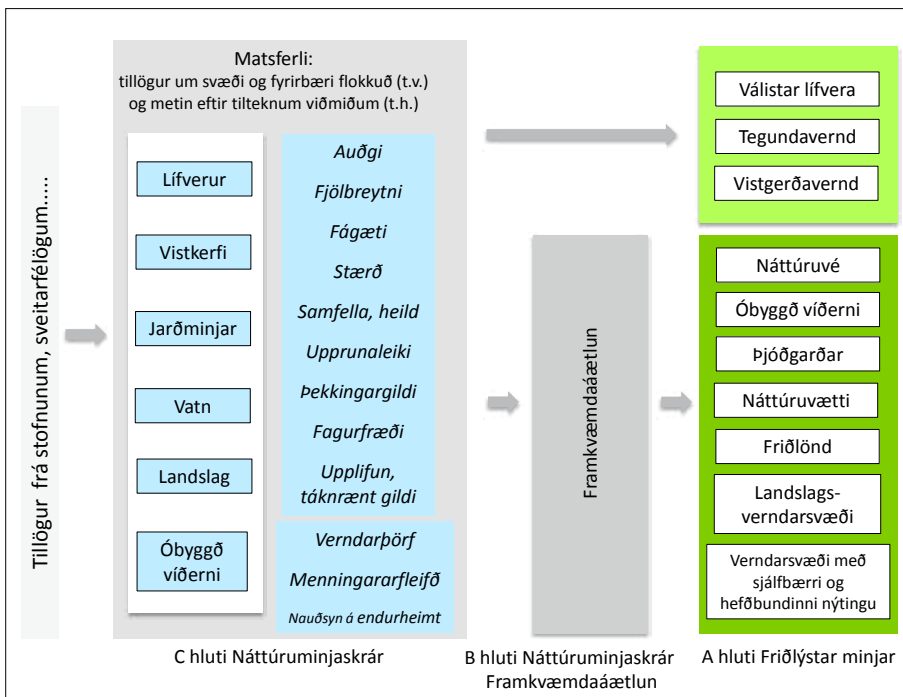 Tillögur frá stofnunum, sveitarfélögum.....
Matsferli:
tillögur um svæði og fyrirbæri flokkuð (t.v.)
og metin eftir tilteknum viðmiðum (t.h.)
Lífverur
Vistkerfi
Jarðminjar
Vatn
Landslag
Óbyggð
víðerni
Auðgi
Fjölbreytni
Fágæti
Stærð
Samfella, heild
Upprunaleiki
Þekkingargildi
Fagurfræði
Upplifun,
táknrænt gildi
Verndarþörf
Menningararfleifð
Nauðsyn á endurheimt
C hluti Náttúruminjaskrár
Framkvæmdaáætlun
B hluti Náttúruminjaskrár
Framkvæmdaáætlun
Válistar lífvera
Tegundavernd
Vistgerðavernd
Náttúruvé
Óbyggð víðerni
Þjóðgarðar
Náttúruvætti
Friðlönd
Landslags-
verndarsvæði
Verndarsvæði með
sjálfbærri og
hefðbundinni nýtingu
A hluti Friðlýstar minjar